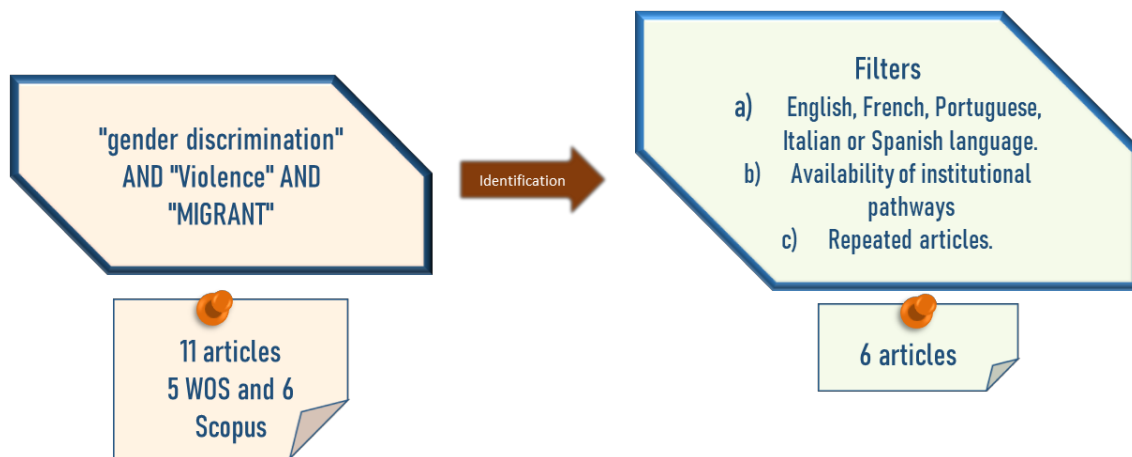 "gender discrimination"
AND "Violence" AND
"MIGRANT"
11 articles
5 WOS and 6
Scopus
Identification
Filters
a) English, French, Portuguese,
Italian or Spanish language.
b) Availability of institutional
pathways
c) Repeated articles.
6 articles